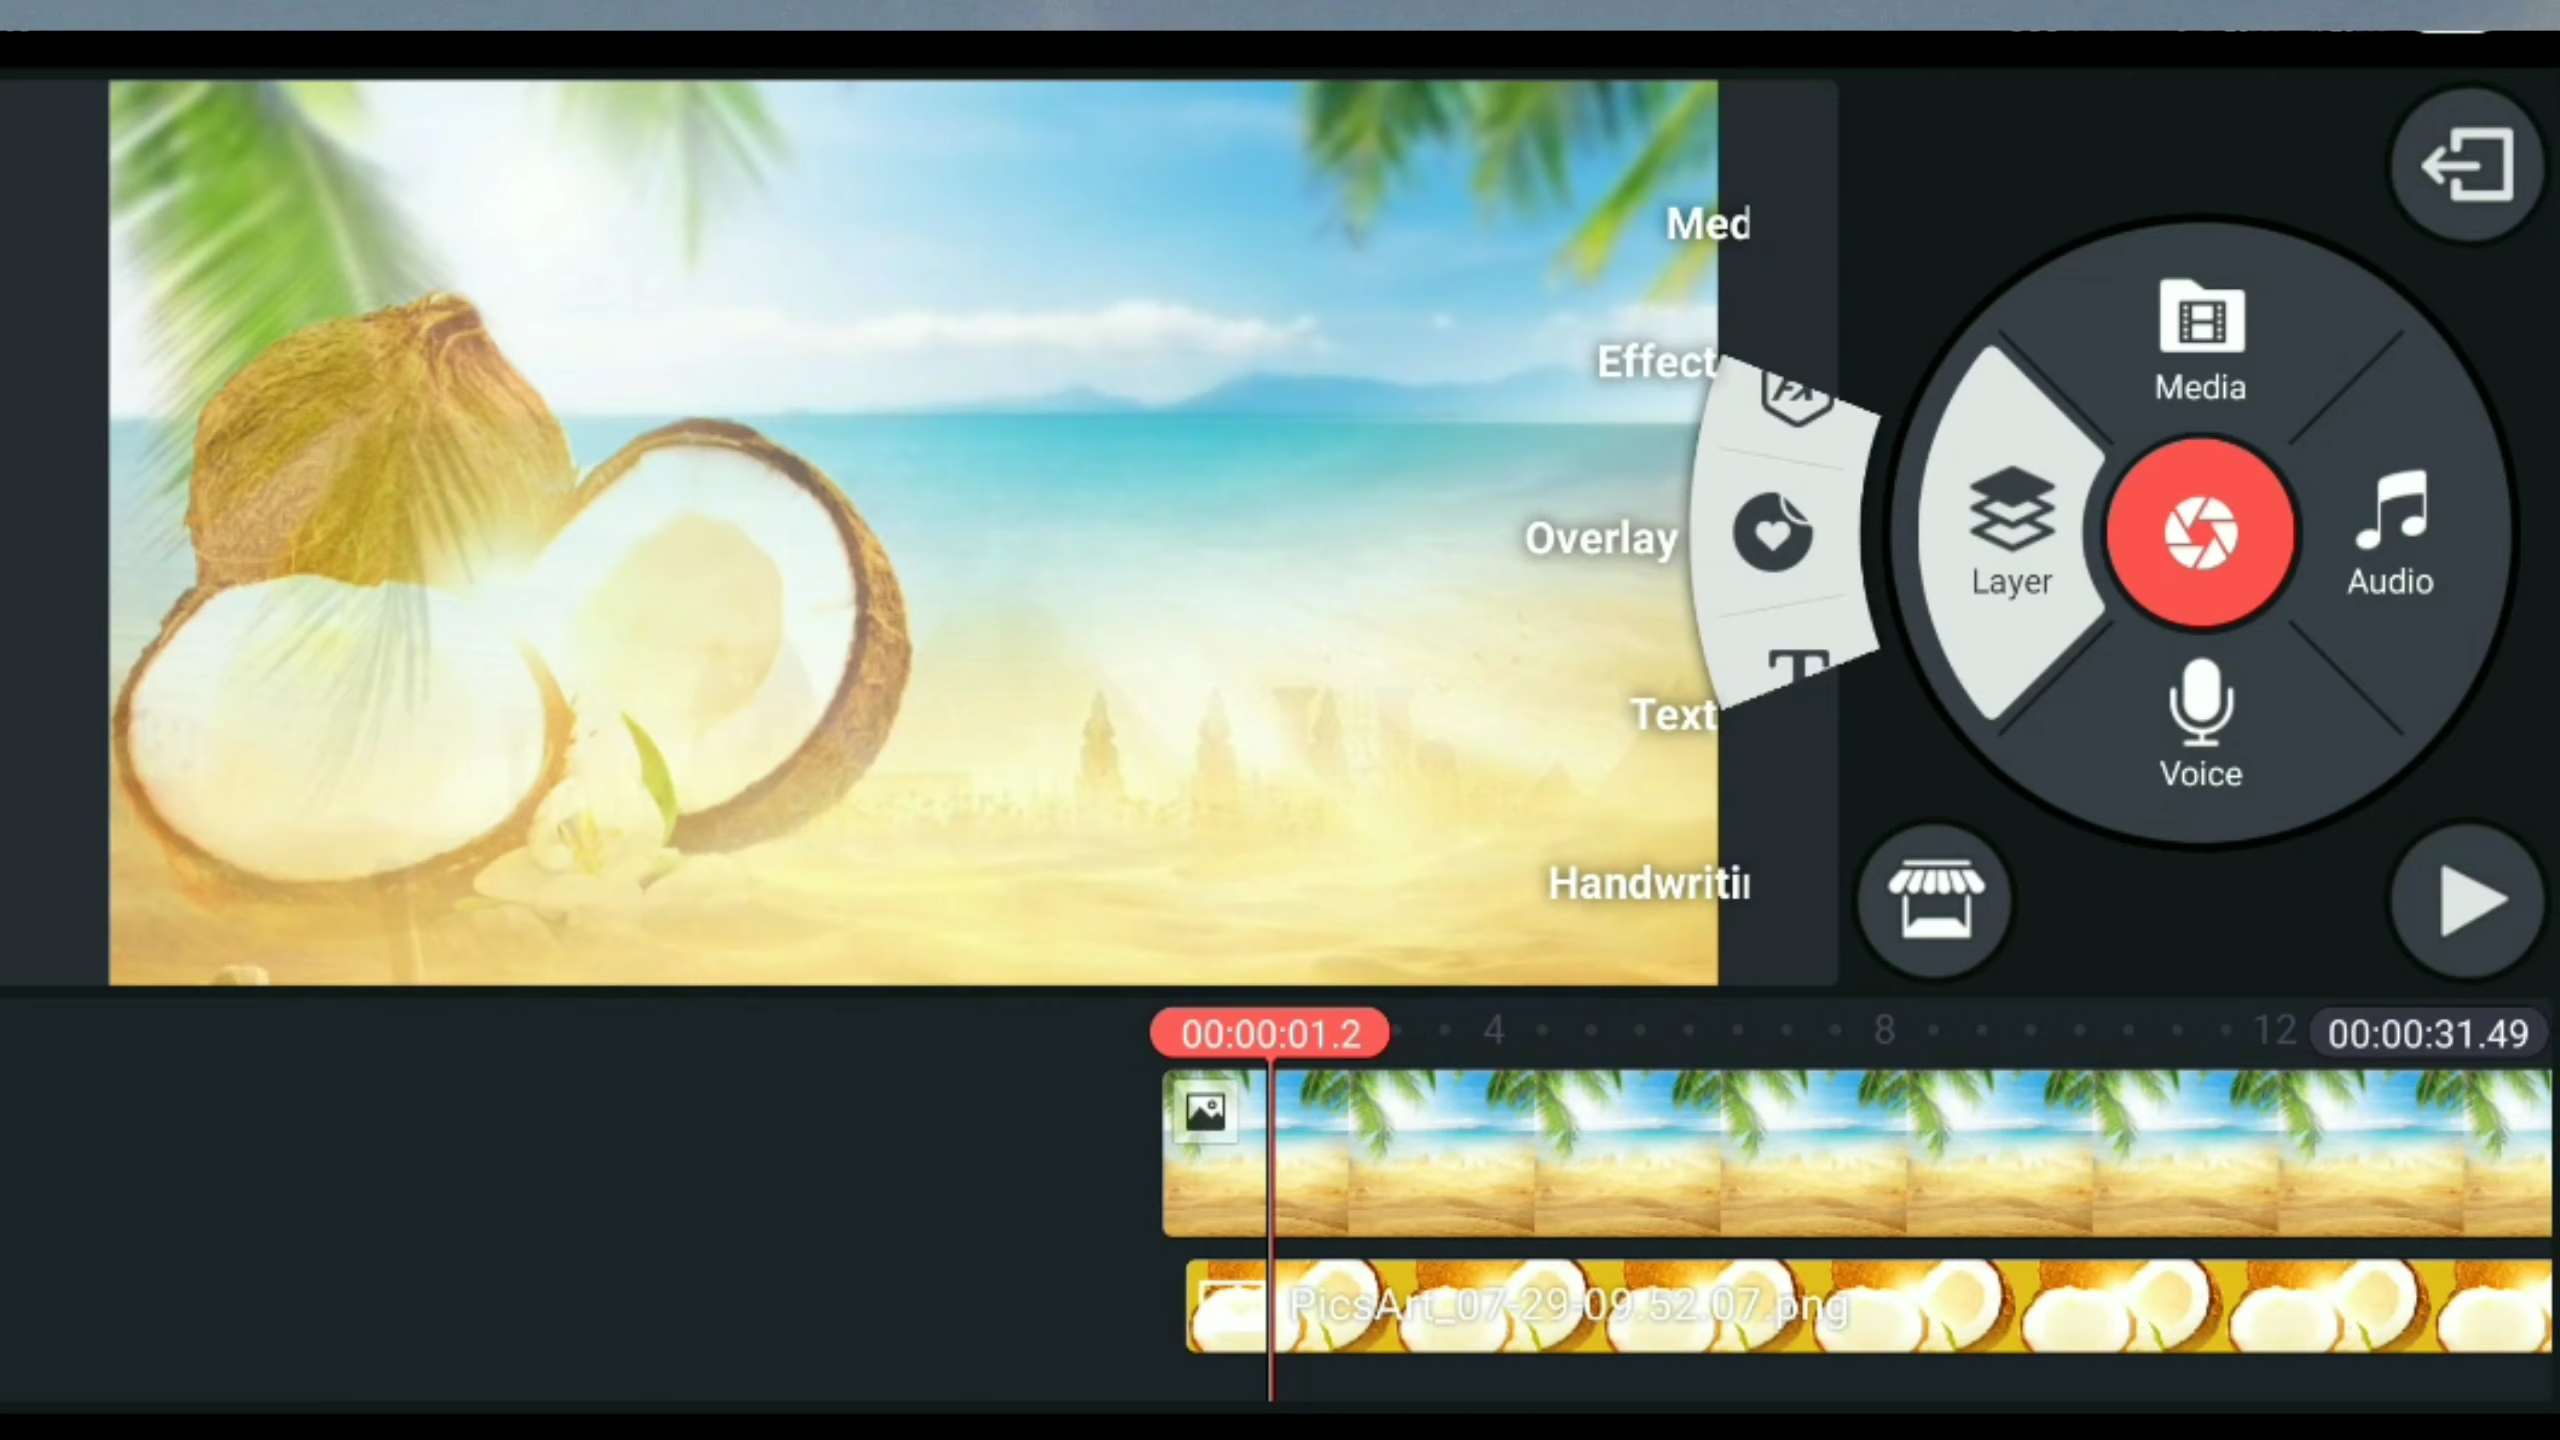 Med
Effect
Overlay
Text
Handwritin
Media
Layer
Audio
Voice
00:00:01.2
4
8
12
00:00:31.49
PicsArt_07-29-09.52.07.png